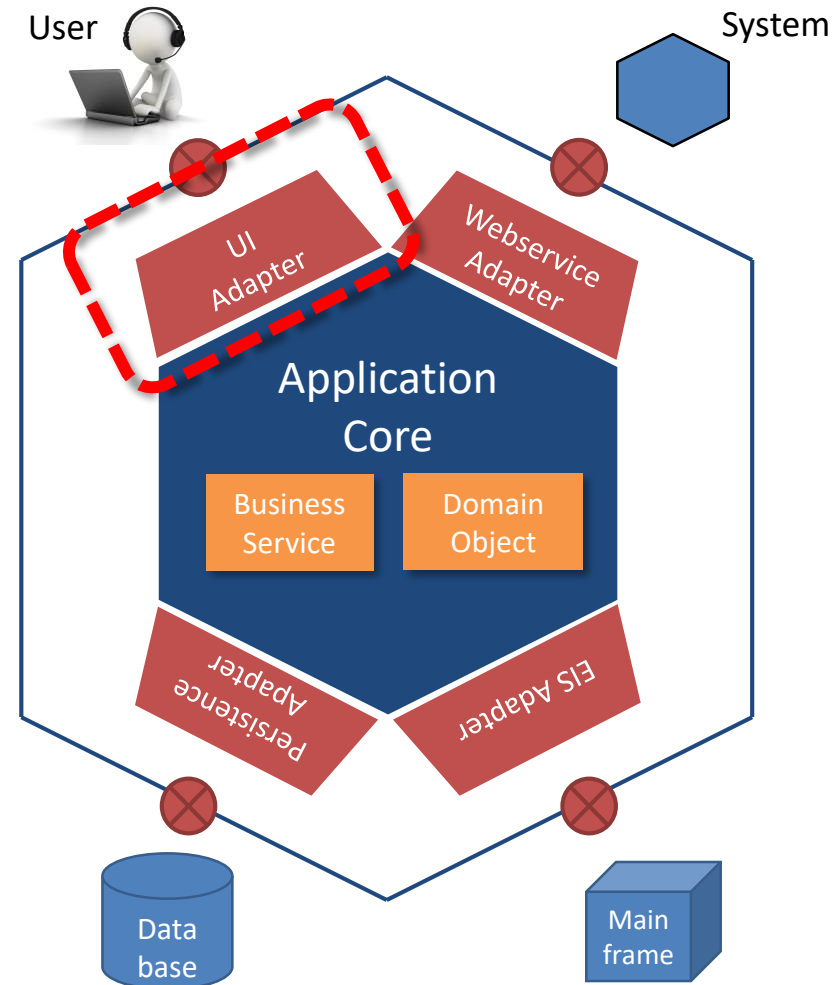 User
System
UI
Adapter
Webservice
Adapter
Application
Core
Business
Service
Domain
Object
Persistence
Apapter
EIS Adapter
Data
base
Main
frame